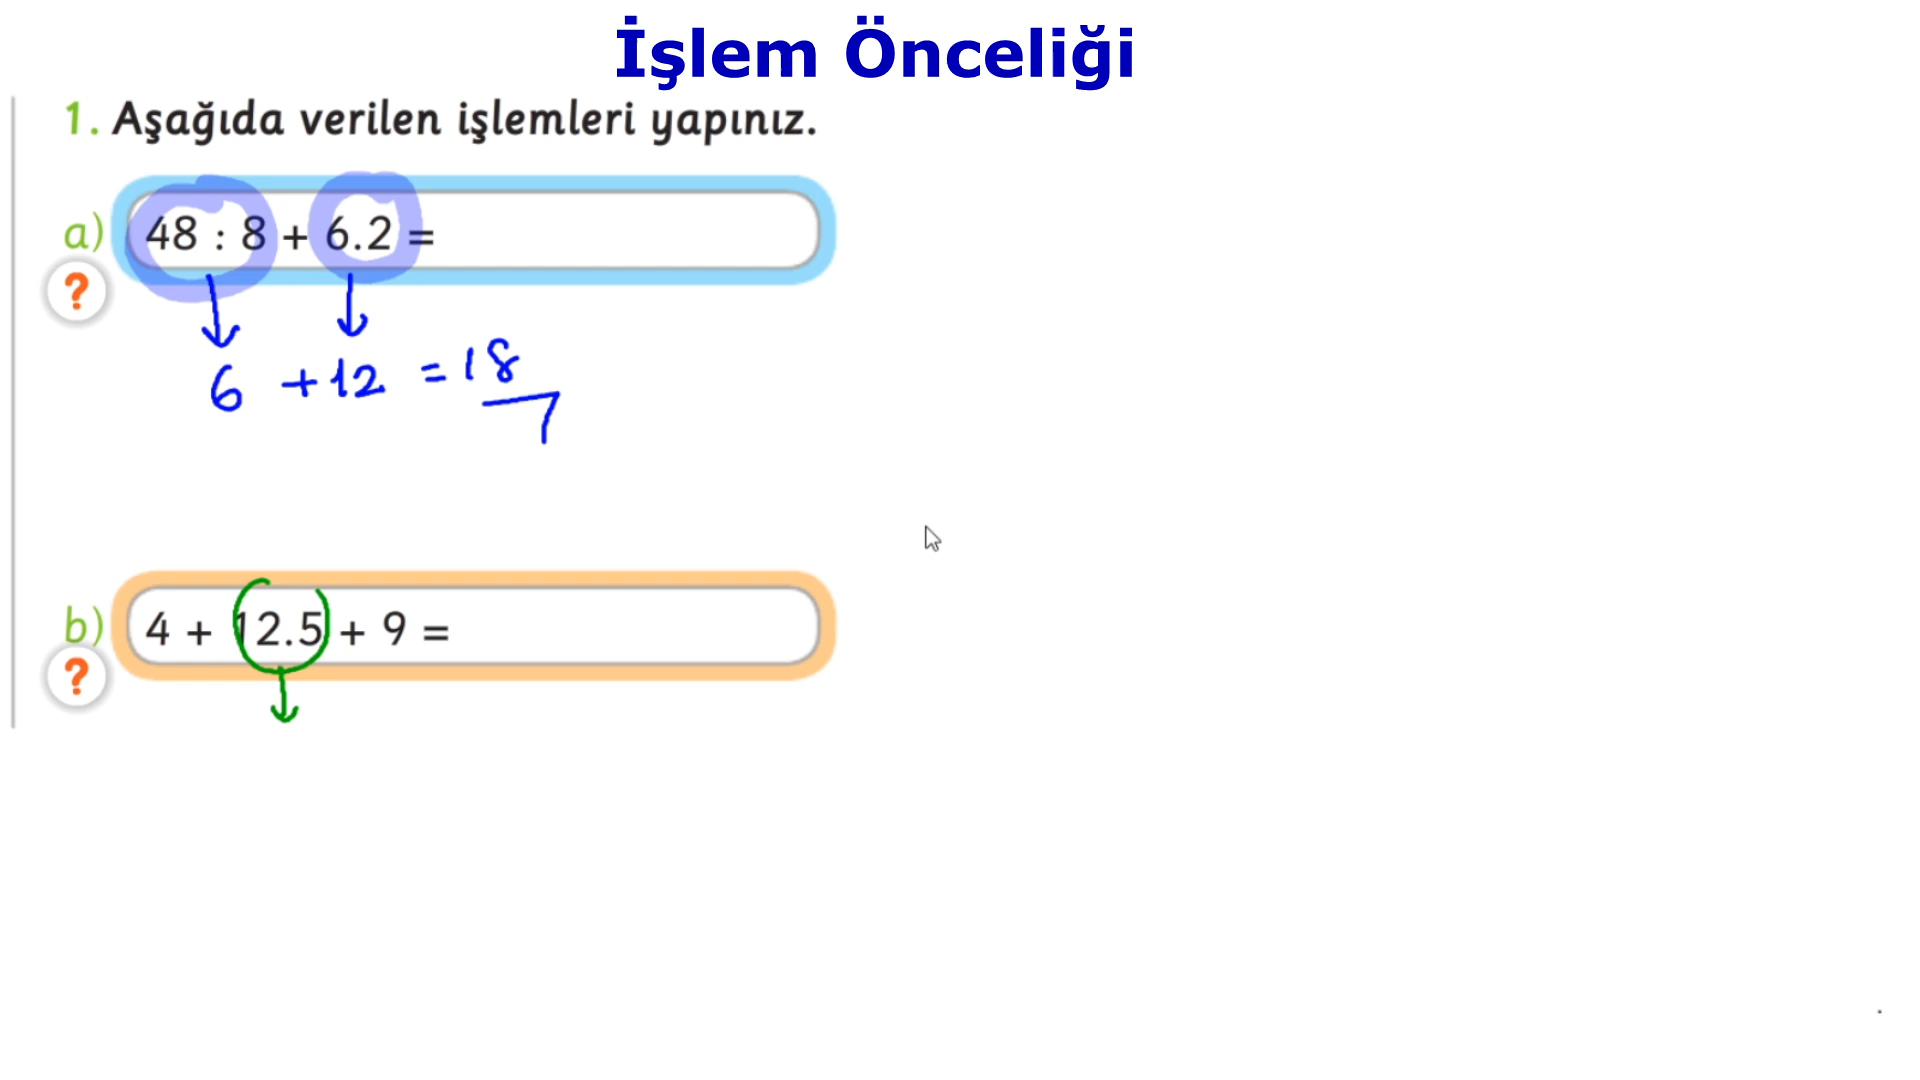 İşlem Önceliği
1. Aşağıda verilen işlemleri yapınız.
a) 48 : 8 + 6.2 =
?
6 + 12 = 18
b) 4 + 12.5 + 9 =
?